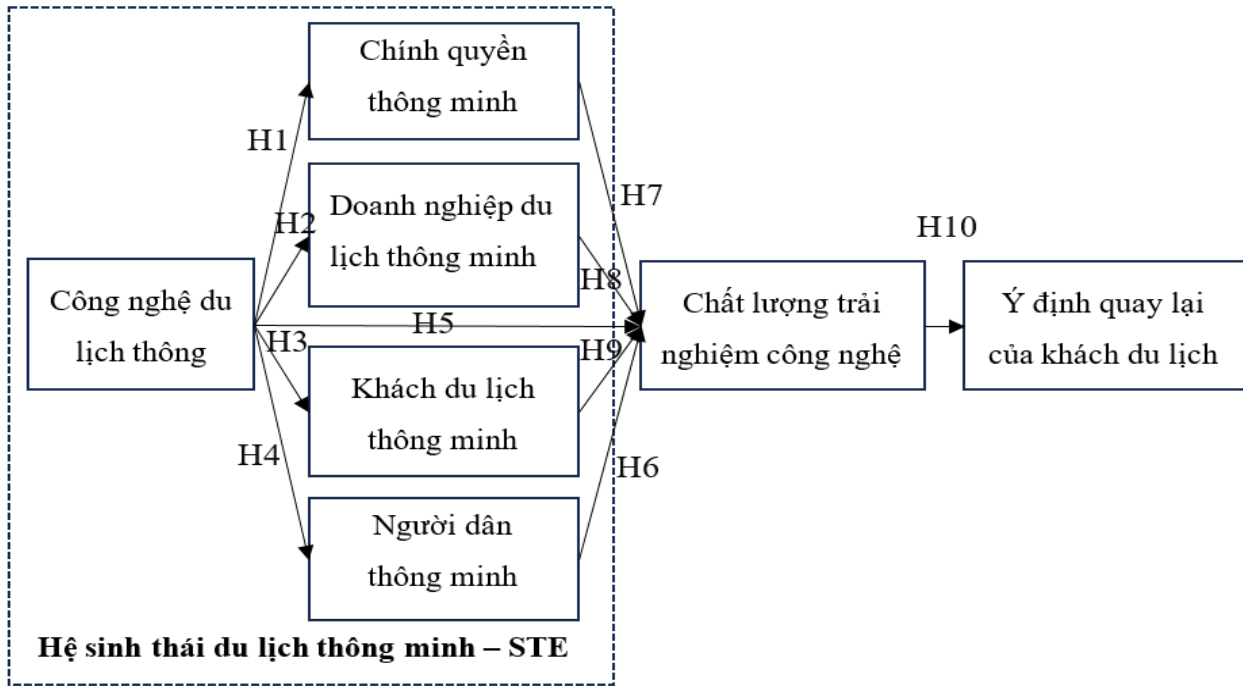 Chính quyền
thông minh
H1
H7
Doanh nghiệp du
lịch thông minh
H2
H8
H10
Công nghệ du
lịch thông
H5
Chất lượng trải
nghiệm công nghệ
Ý định quay lại
của khách du lịch
H3
H9
Khách du lịch
thông minh
H4
H6
Người dân
thông minh
Hệ sinh thái du lịch thông minh – STE